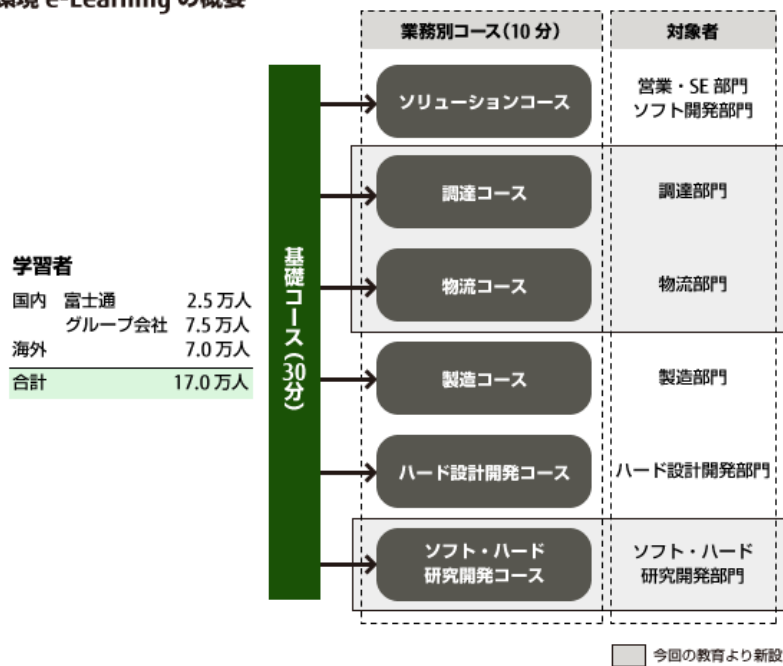 環境 e-Learning の概要
業務別コース(10 分)
対象者
ソリューションコース
営業・SE 部門
ソフト開発部門
調達コース
調達部門
物流コース
物流部門
学習者
国内 富士通 2.5 万人
グループ会社 7.5 万人
海外 7.0 万人
合計 17.0 万人
基礎コース(30分)
製造コース
製造部門
ハード設計開発コース
ハード設計開発部門
ソフト・ハード
研究開発コース
ソフト・ハード
研究開発部門
今回の教育より新設